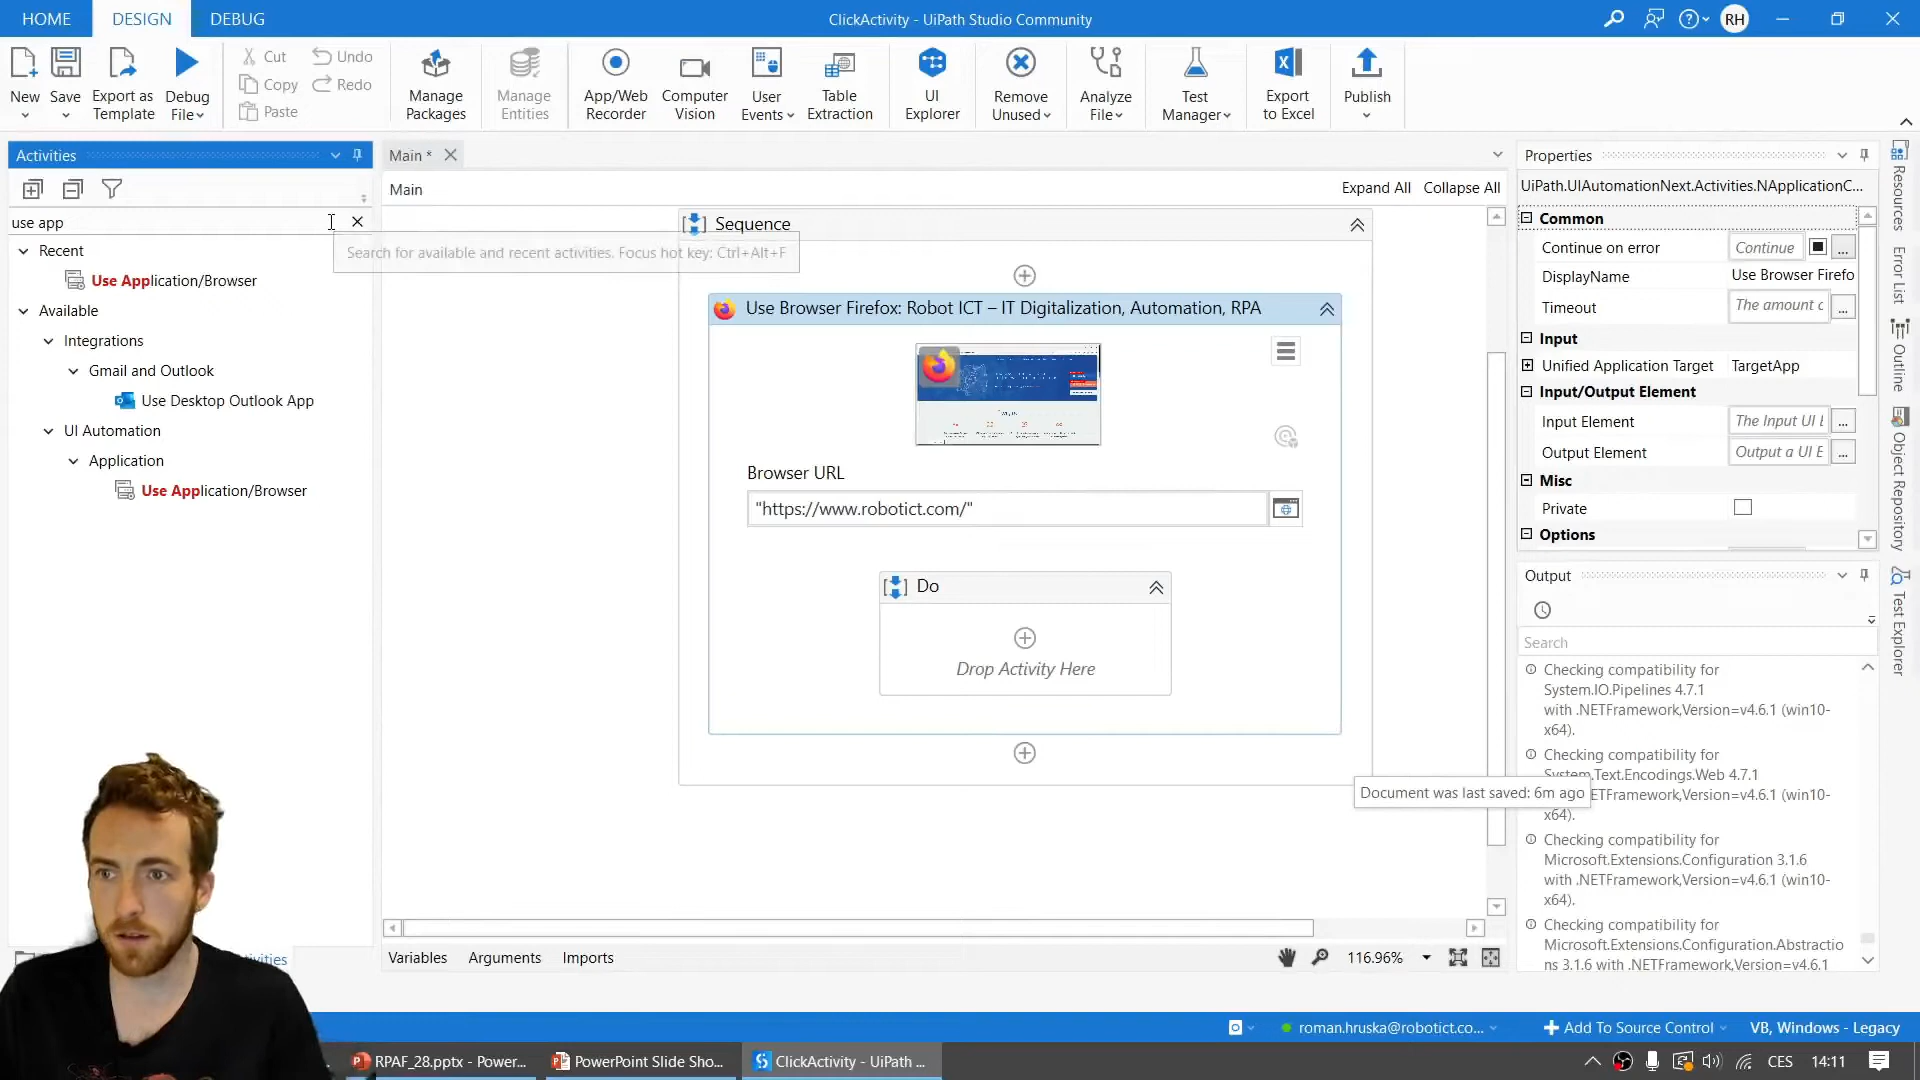 HOME
DESIGN
DEBUG
ClickActivity - UiPath Studio Community
RH
New
Save
Export as
Template
Debug
File
Cut
Copy
Paste
Undo
Redo
Manage
Packages
Manage
Entities
App/Web
Recorder
Computer
Vision
User
Events
Table
Extraction
UI
Explorer
Remove
Unused
Analyze
File
Test
Manager
Export
to Excel
Publish
Activities
use app
Search for available and recent activities. Focus hot key: Ctrl+Alt+F
Recent
Use Application/Browser
Available
Integrations
Gmail and Outlook
Use Desktop Outlook App
UI Automation
Application
Use Application/Browser
Main *
Main
Expand All
Collapse All
Sequence
Use Browser Firefox: Robot ICT – IT Digitalization, Automation, RPA
Browser URL
"https://www.robotict.com/"
Do
Drop Activity Here
Document was last saved: 6m ago
Variables
Arguments
Imports
116.96%
Properties
UiPath.UIAutomationNext.Activities.NApplicationC...
Common
Continue on error
Continue
...
DisplayName
Use Browser Firefo
Timeout
The amount c
...
Input
Unified Application Target
TargetApp
Input/Output Element
Input Element
The Input UI E
...
Output Element
Output a UI E
...
Misc
Private
Options
Output
Search
Checking compatibility for
System.IO.Pipelines 4.7.1
with .NETFramework,Version=v4.6.1 (win10-
x64).
Checking compatibility for
System.Text.Encodings.Web 4.7.1
.NETFramework,Version=v4.6.1 (win10-
x64).
Checking compatibility for
Microsoft.Extensions.Configuration 3.1.6
with .NETFramework,Version=v4.6.1 (win10-
x64).
Checking compatibility for
Microsoft.Extensions.Configuration.Abstractio
ns 3.1.6 with .NETFramework,Version=v4.6.1
Resources
Error List
Outline
Object Repository
Test Explorer
roman.hruska@robotict.co...
Add To Source Control
VB, Windows - Legacy
RPAF_28.pptx - Power...
PowerPoint Slide Sho...
ClickActivity - UiPath ...
CES
14:11